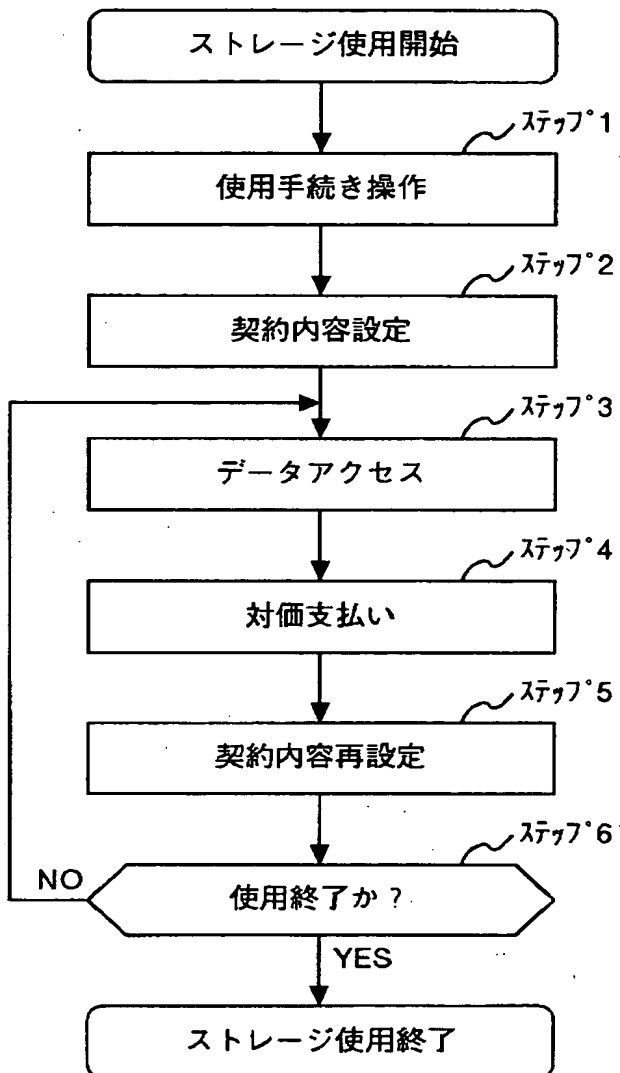 ストレージ使用開始
ｽﾃｯﾌﾟ1
使用手続き操作
ｽﾃｯﾌﾟ2
契約内容設定
ｽﾃｯﾌﾟ3
データアクセス
ｽﾃｯﾌﾟ4
対価支払い
ｽﾃｯﾌﾟ5
契約内容再設定
ｽﾃｯﾌﾟ6
NO
使用終了か？
YES
ストレージ使用終了